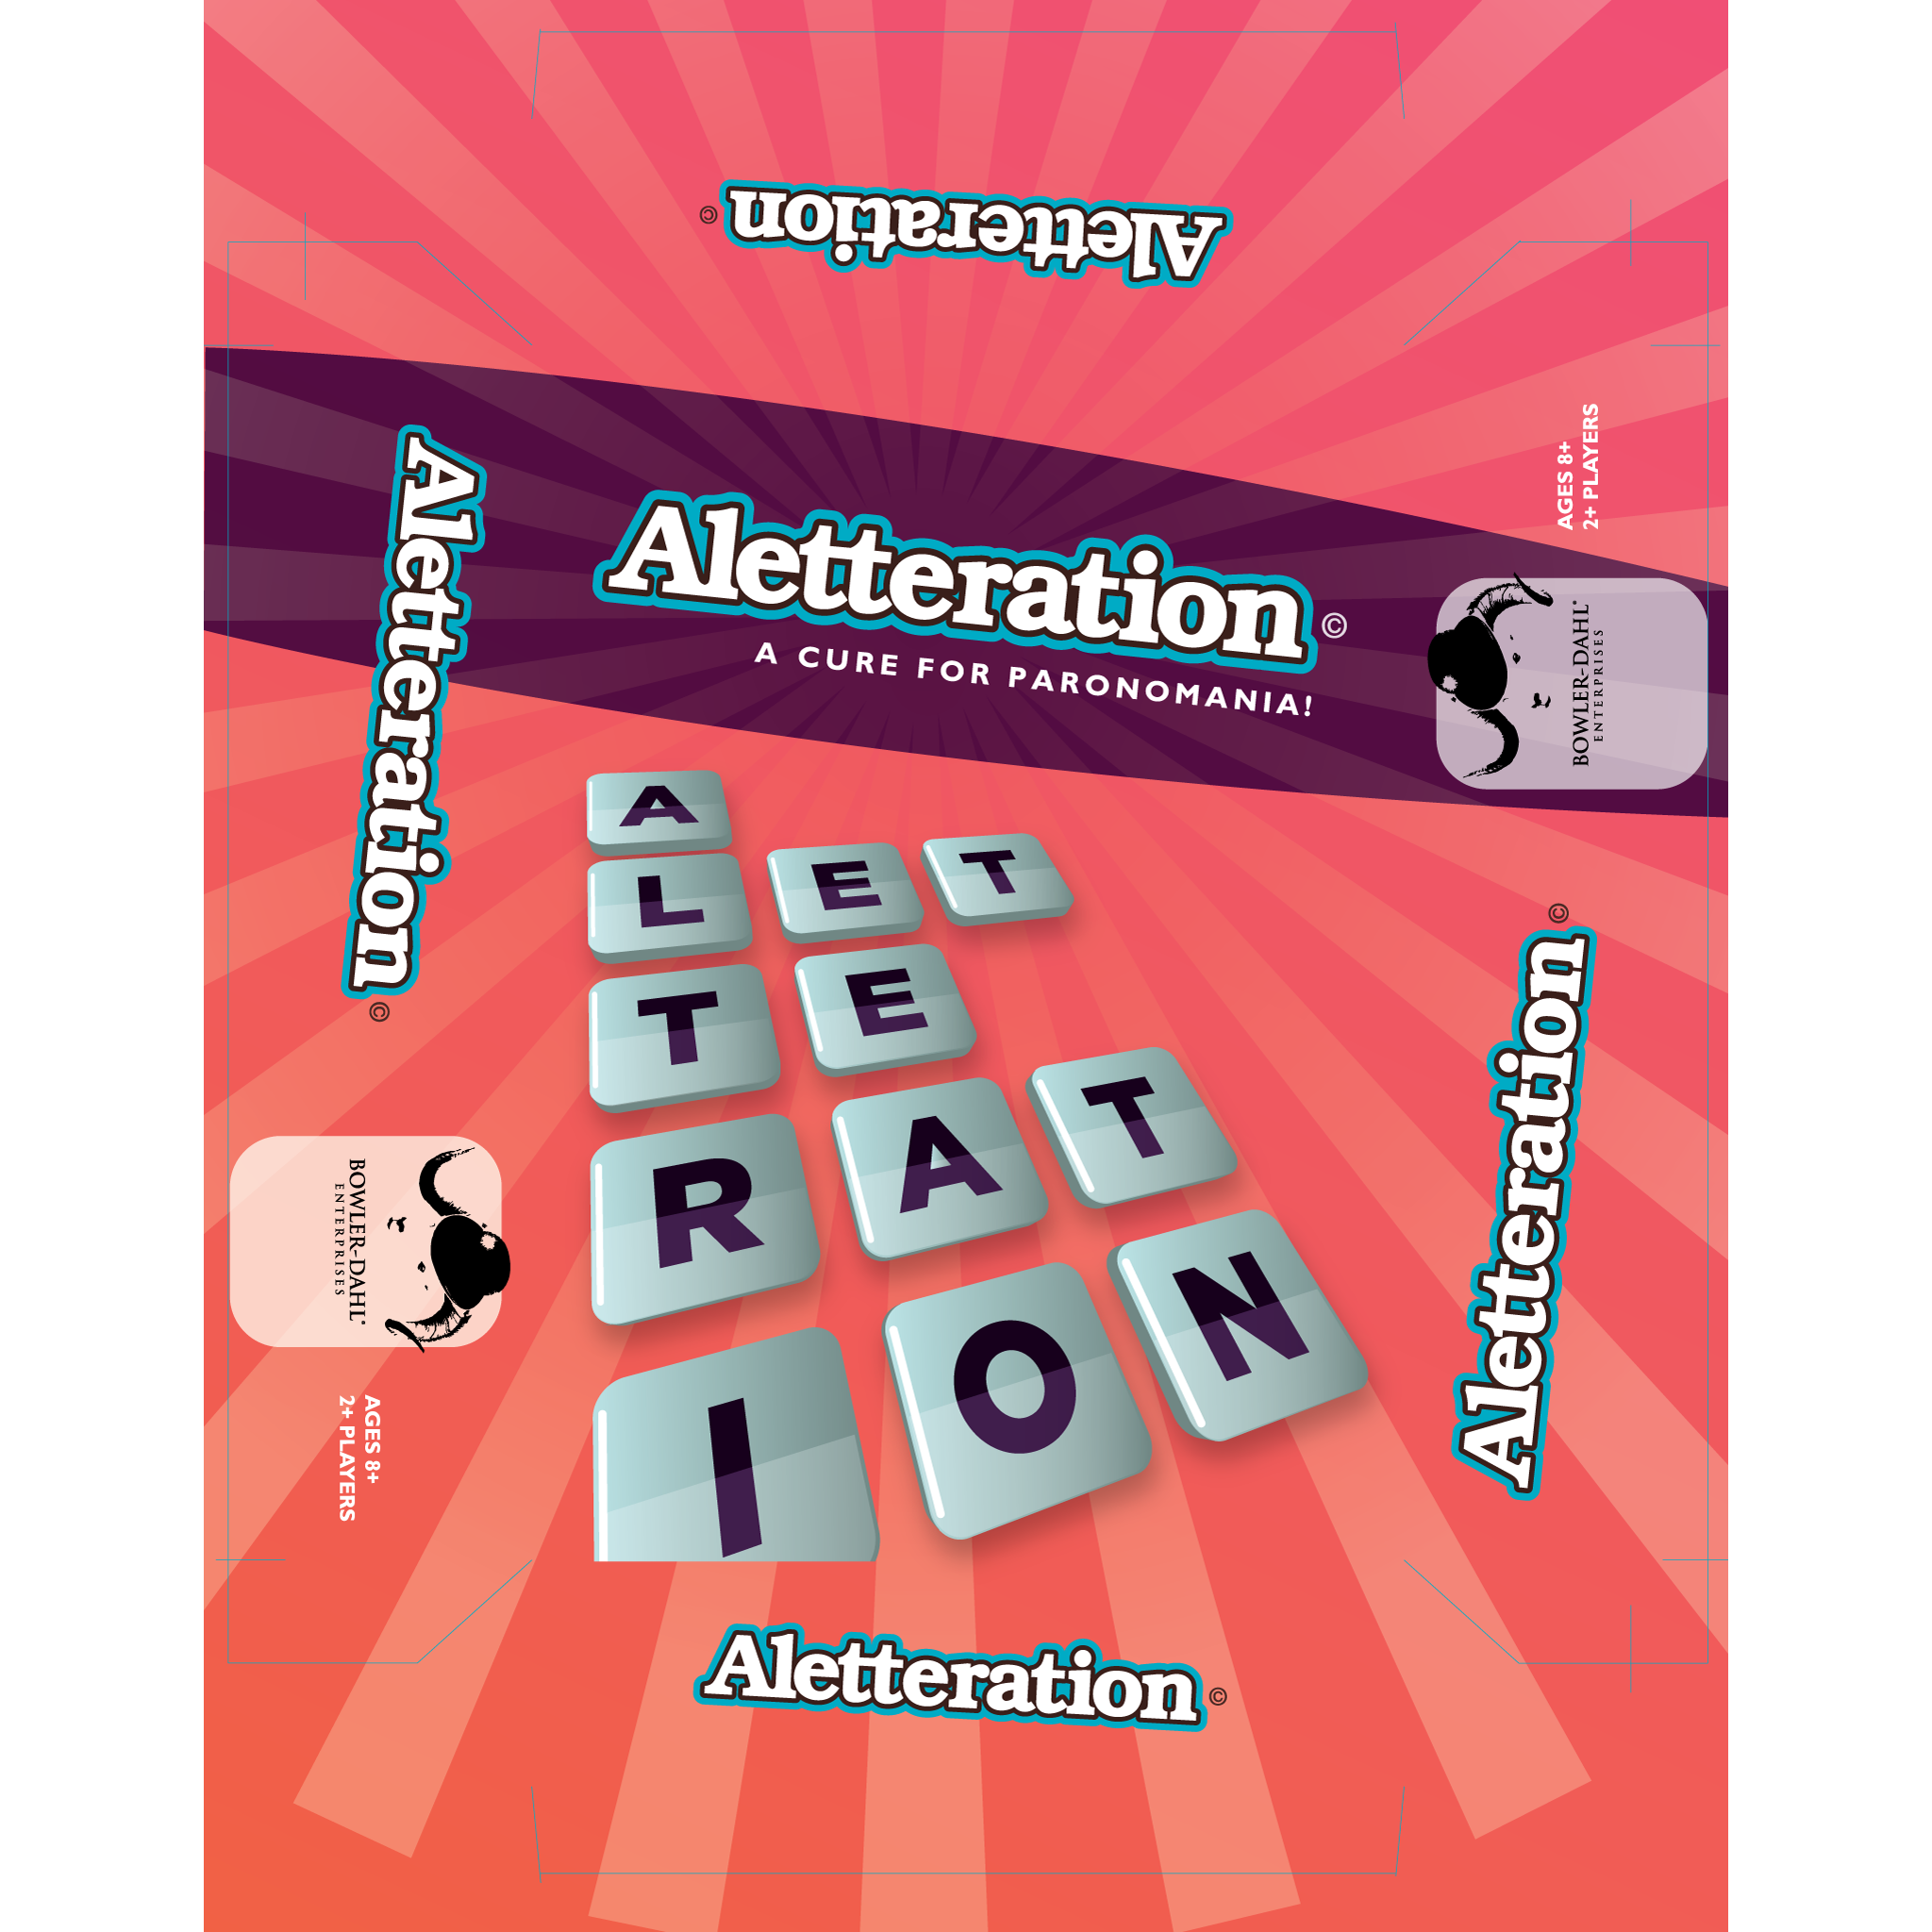 Aletteration ©
Aletteration ©
A CURE FOR PARONOMANIA!
A
L E T
T E
R A T
I O N
Aletteration ©
BOWLER-DAHL
ENTERPRISES
AGES 8+
2+ PLAYERS
AGES 8+
2+ PLAYERS
BOWLER-DAHL
ENTERPRISES
Aletteration ©
Aletteration ©